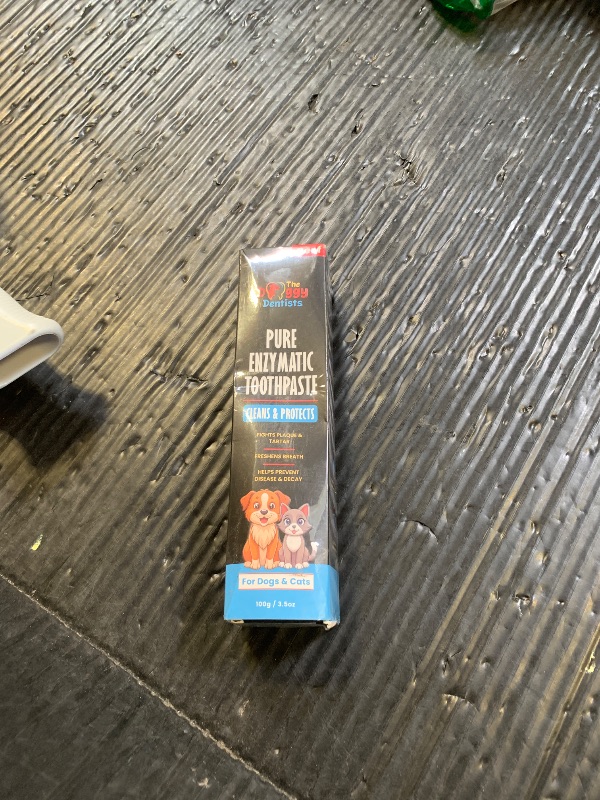 The
Doggy
Dentists
PURE
ENZYMATIC
TOOTHPASTE
CLEANS & PROTECTS
FIGHTS PLAQUE &
TARTAR
FRESHENS BREATH
HELPS PREVENT
DISEASE & DECAY
For Dogs & Cats
100g / 3.5oz